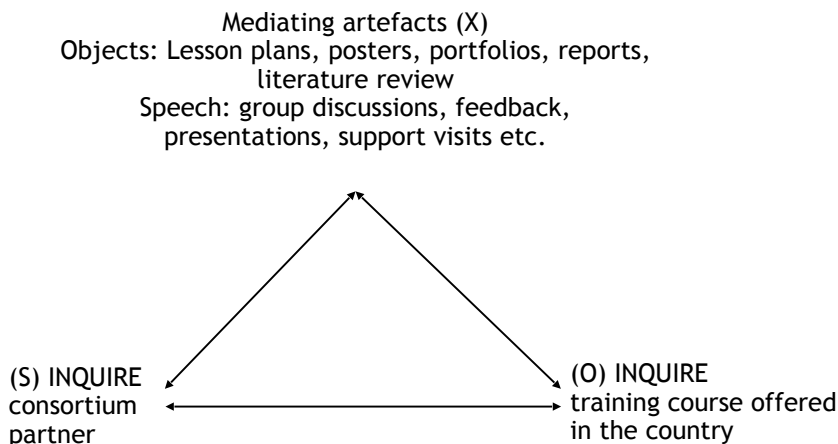 Mediating artefacts (X)
Objects: Lesson plans, posters, portfolios, reports,
literature review
Speech: group discussions, feedback,
presentations, support visits etc.
(S) INQUIRE
consortium
partner
(O) INQUIRE
training course offered
in the country